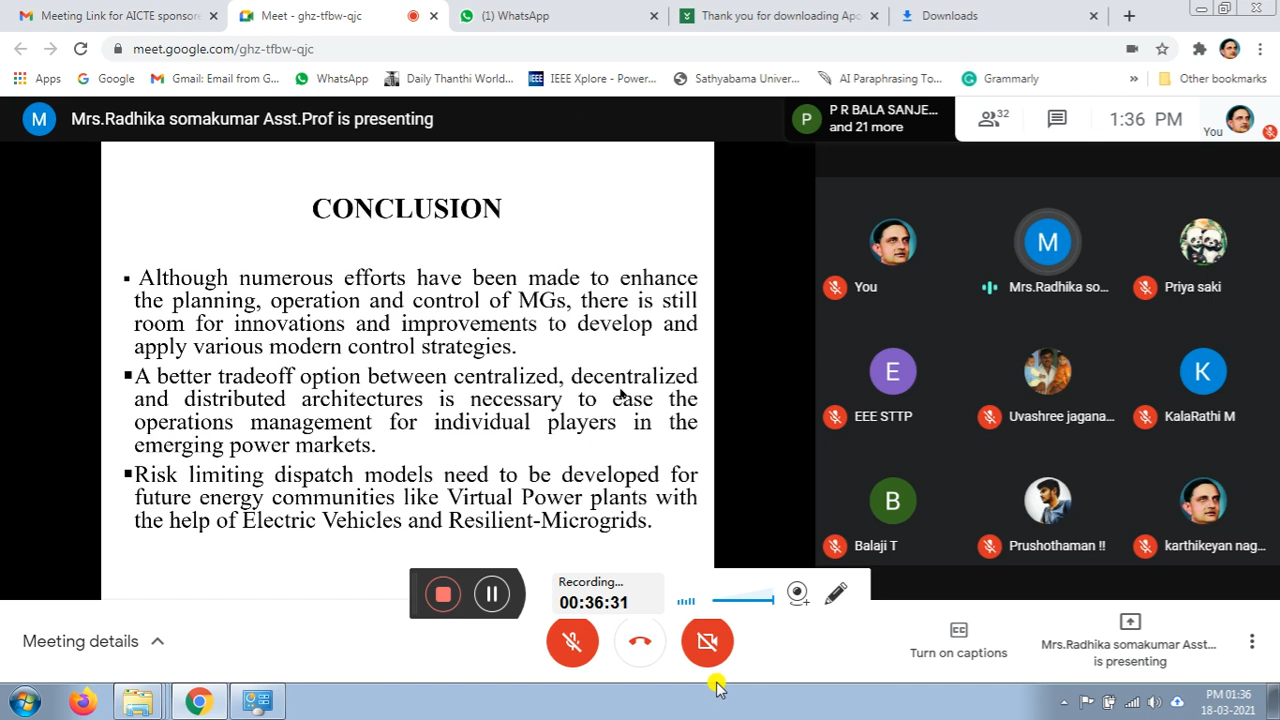 Meeting Link for AICTE sponsore
Meet - ghz-tfbw-qjc
(1) WhatsApp
Thank you for downloading Apo
Downloads
meet.google.com/ghz-tfbw-qjc
Apps
Google
Gmail: Email from G...
WhatsApp
Daily Thanthi World...
IEEE Xplore - Power...
Sathyabama Univer...
AI Paraphrasing To...
Grammarly
»
Other bookmarks
M
Mrs.Radhika somakumar Asst.Prof is presenting
P
P R BALA SANJE...
and 21 more
32
1:36 PM
You
CONCLUSION
▪ Although numerous efforts have been made to enhance
the planning, operation and control of MGs, there is still
room for innovations and improvements to develop and
apply various modern control strategies.
▪A better tradeoff option between centralized, decentralized
and distributed architectures is necessary to ease the
operations management for individual players in the
emerging power markets.
▪Risk limiting dispatch models need to be developed for
future energy communities like Virtual Power plants with
the help of Electric Vehicles and Resilient-Microgrids.
You
M
Mrs.Radhika so...
Priya saki
E
EEE STTP
Uvashree jagana...
K
KalaRathi M
B
Balaji T
Prushothaman !!
karthikeyan nag...
Recording...
00:36:31
Meeting details
Turn on captions
Mrs.Radhika somakumar Asst...
is presenting
PM 01:36
18-03-2021